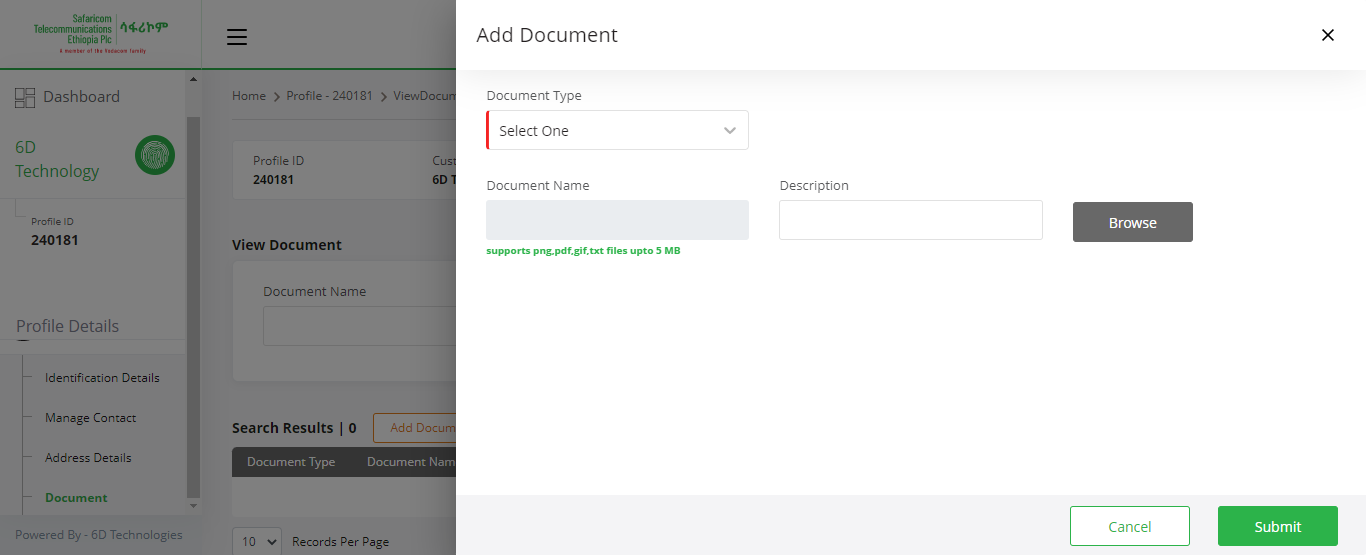 Safaricom
Telecommunications
Ethiopia Plc
ሳፋሪኮም
A member of the Vodacom family
Dashboard
6D
Technology
Profile ID
240181
Profile Details
Identification Details
Manage Contact
Address Details
Document
Powered By - 6D Technologies
Home > Profile - 240181 > ViewDocum
Profile ID
240181
Cust
6D T
View Document
Document Name
Search Results | 0
Add Docum
Document Type
Document Nam
10
Records Per Page
Add Document
Document Type
Select One
Document Name
Description
Browse
supports png,pdf,gif,txt files upto 5 MB
Cancel
Submit